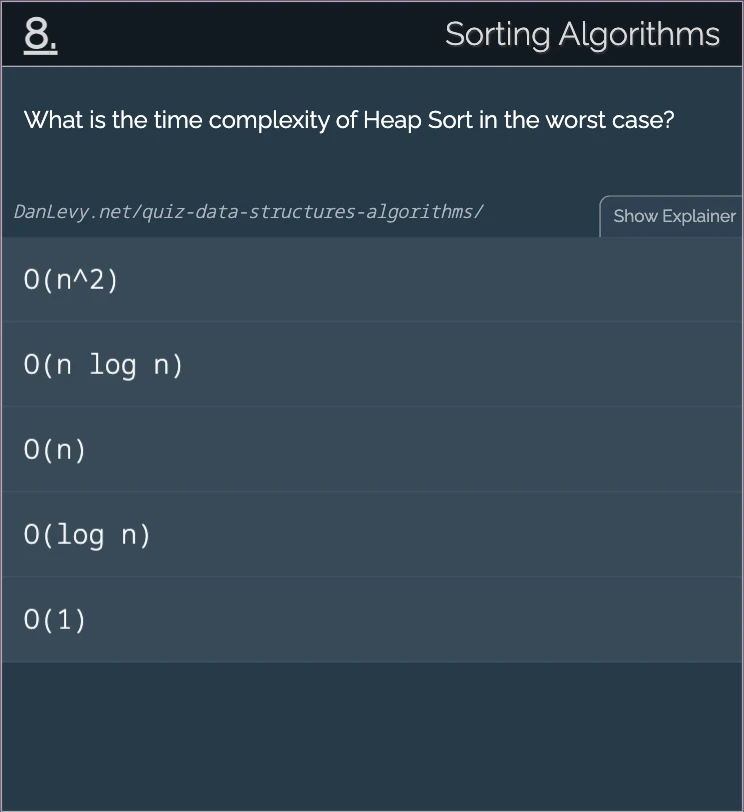 8.
Sorting Algorithms
What is the time complexity of Heap Sort in the worst case?
DanLevy.net/quiz-data-structures-algorithms/
Show Explainer
O(n^2)
O(n log n)
O(n)
O(log n)
O(1)